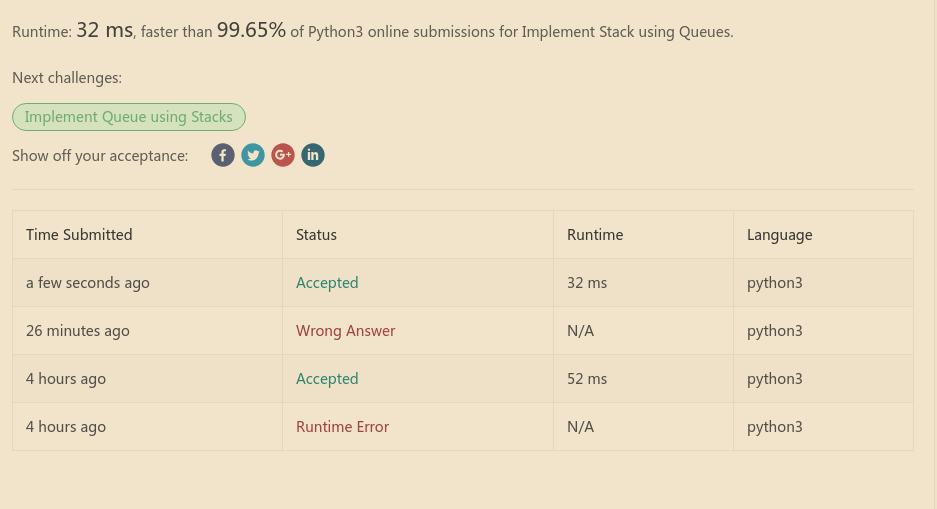 Runtime: 32 ms, faster than 99.65% of Python3 online submissions for Implement Stack using Queues.
Next challenges:
Implement Queue using Stacks
Show off your acceptance: f G+ in
Time Submitted Status Runtime Language
a few seconds ago Accepted 32 ms python3
26 minutes ago Wrong Answer N/A python3
4 hours ago Accepted 52 ms python3
4 hours ago Runtime Error N/A python3